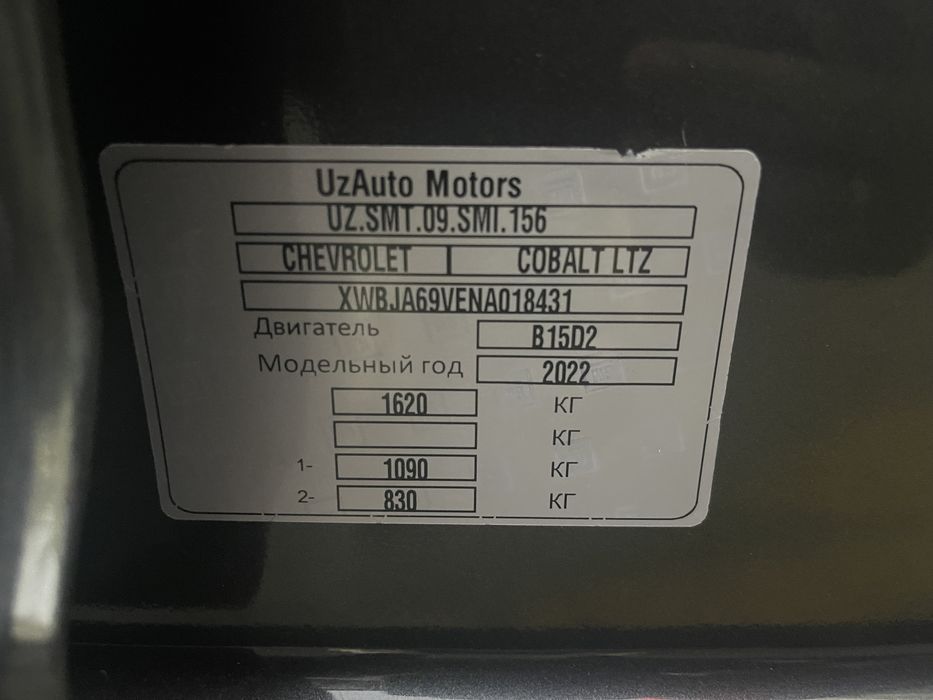 UzAuto Motors
UZ.SMT.09.SMI.156
CHEVROLET COBALT LTZ
XWBJA69VENA018431
Двигатель B15D2
Модельный год 2022
1620 КГ
КГ
1- 1090 КГ
2- 830 КГ